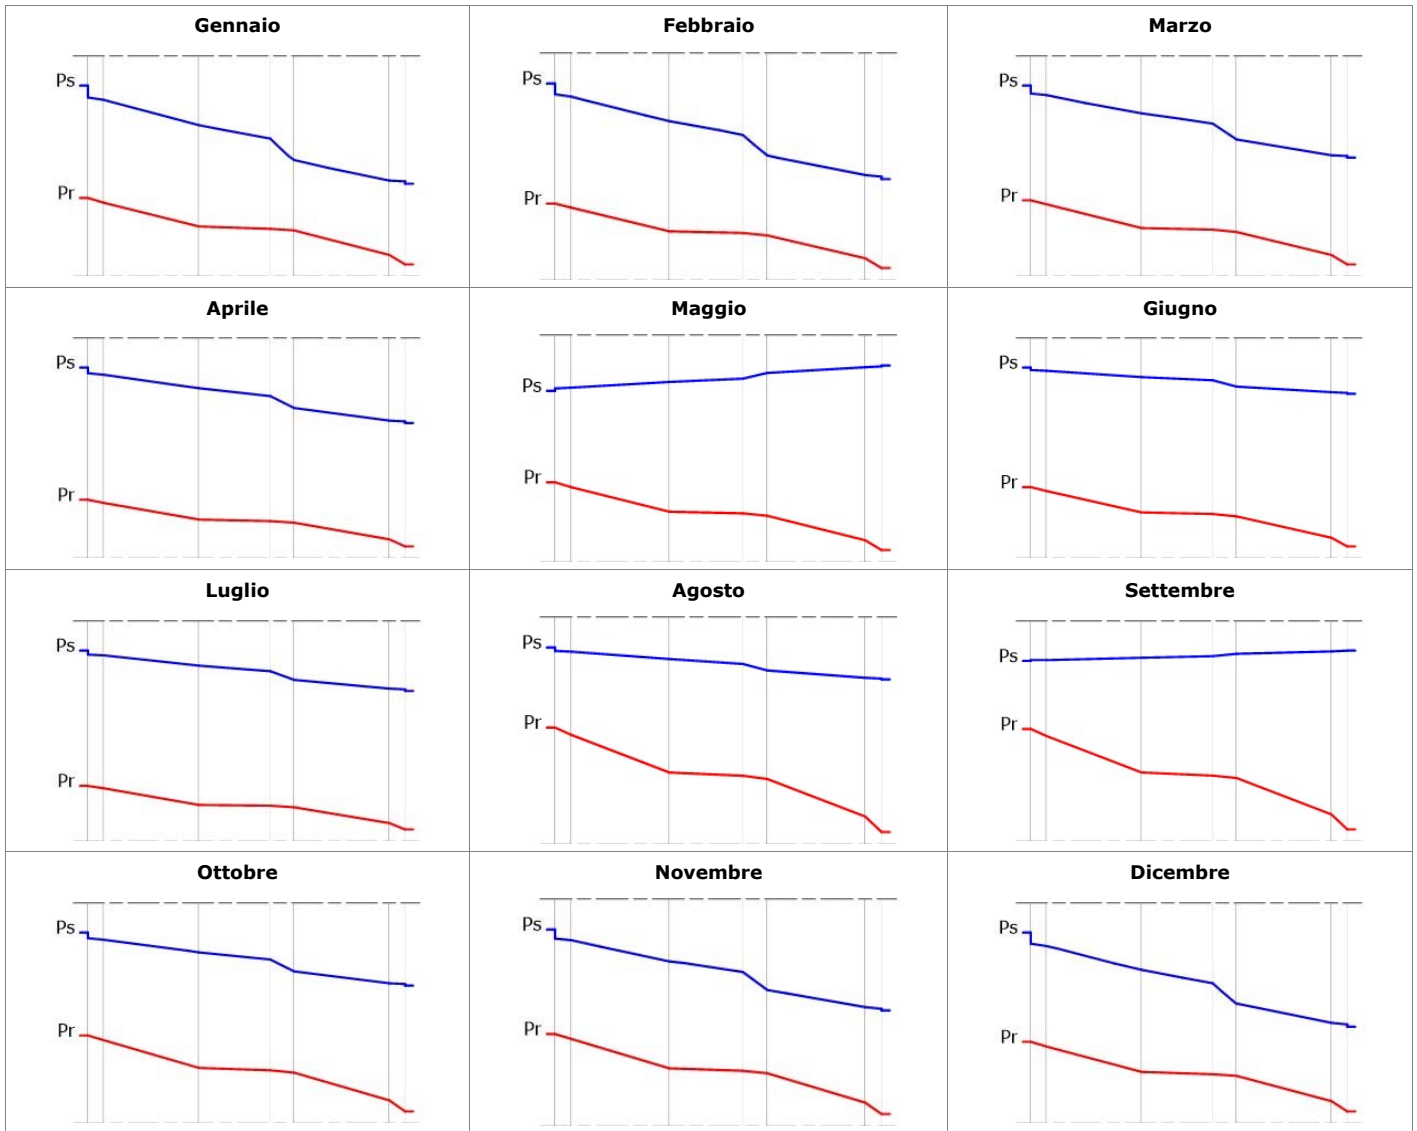 Gennaio
Febbraio
Marzo
Ps
Ps
Ps
Pr
Pr
Pr
Aprile
Maggio
Giugno
Ps
Ps
Ps
Pr
Pr
Pr
Luglio
Agosto
Settembre
Ps
Ps
Ps
Pr
Pr
Pr
Ottobre
Novembre
Dicembre
Ps
Ps
Ps
Pr
Pr
Pr